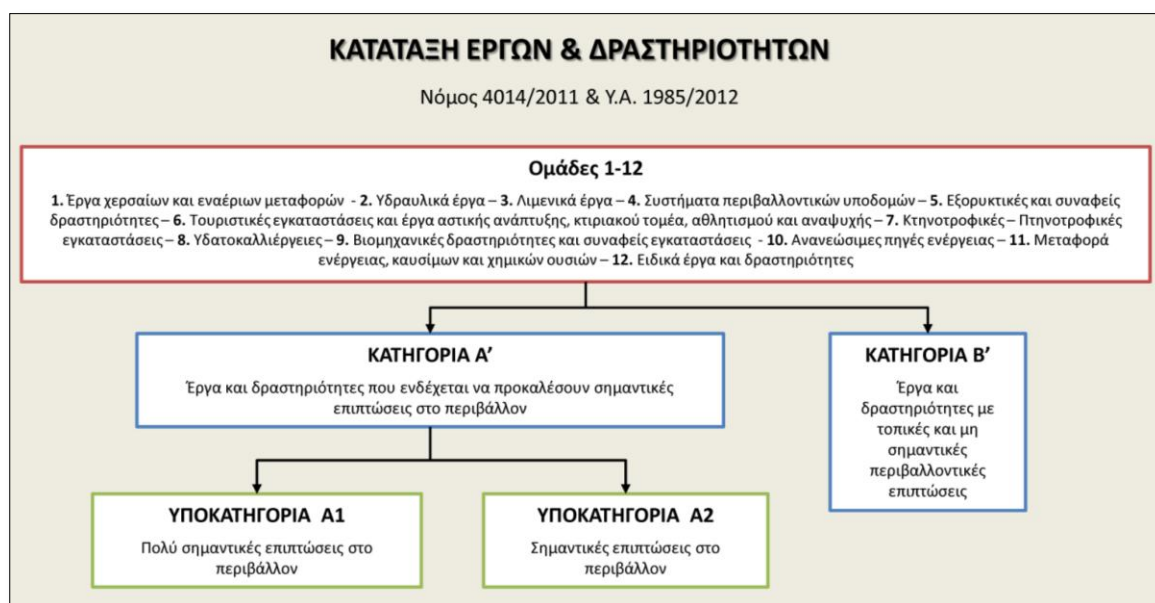 ΚΑΤΑΤΑΞΗ ΕΡΓΩΝ & ΔΡΑΣΤΗΡΙΟΤΗΤΩΝ
Νόμος 4014/2011 & Υ.Α. 1985/2012
Ομάδες 1-12
1. Έργα χερσαίων και εναέριων μεταφορών - 2. Υδραυλικά έργα – 3. Λιμενικά έργα – 4. Συστήματα περιβαλλοντικών υποδομών – 5. Εξορυκτικές και συναφείς
δραστηριότητες – 6. Τουριστικές εγκαταστάσεις και έργα αστικής ανάπτυξης, κτιριακού τομέα, αθλητισμού και αναψυχής – 7. Κτηνοτροφικές – Πτηνοτροφικές
εγκαταστάσεις – 8. Υδατοκαλλιέργειες – 9. Βιομηχανικές δραστηριότητες και συναφείς εγκαταστάσεις - 10. Ανανεώσιμες πηγές ενέργειας – 11. Μεταφορά
ενέργειας, καυσίμων και χημικών ουσιών – 12. Ειδικά έργα και δραστηριότητες
ΚΑΤΗΓΟΡΙΑ Α’
Έργα και δραστηριότητες που ενδέχεται να προκαλέσουν σημαντικές
επιπτώσεις στο περιβάλλον
ΚΑΤΗΓΟΡΙΑ Β’
Έργα και
δραστηριότητες με
τοπικές και μη
σημαντικές
περιβαλλοντικές
επιπτώσεις
ΥΠΟΚΑΤΗΓΟΡΙΑ Α1
Πολύ σημαντικές επιπτώσεις στο
περιβάλλον
ΥΠΟΚΑΤΗΓΟΡΙΑ Α2
Σημαντικές επιπτώσεις στο
περιβάλλον